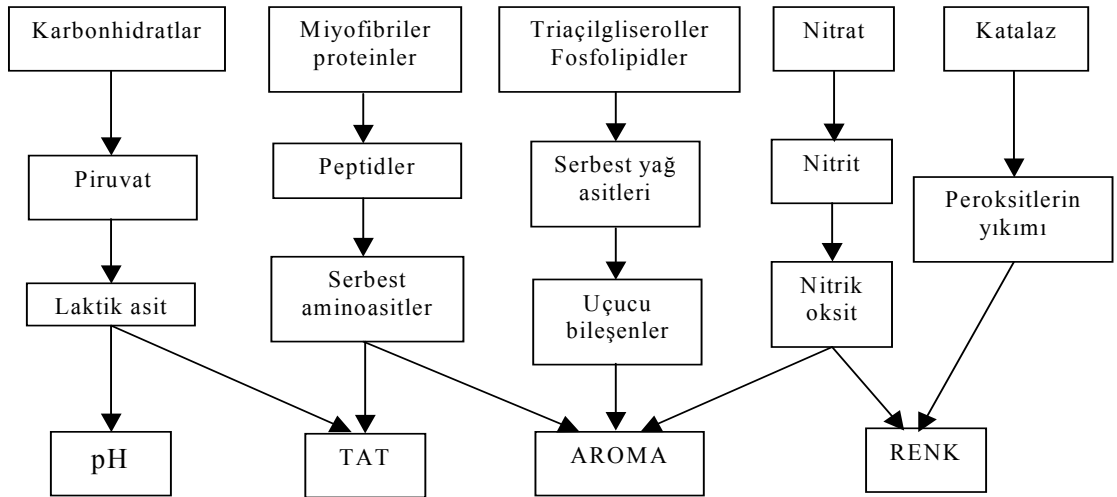 Karbonhidratlar
Miyofibriler
proteinler
Triaçilgliseroller
Fosfolipidler
Nitrat
Katalaz
Piruvat
Peptidler
Serbest yağ
asitleri
Nitrit
Peroksitlerin
yıkımı
Laktik asit
Serbest
aminoasitler
Uçucu
bileşenler
Nitrik
oksit
pH
TAT
AROMA
RENK